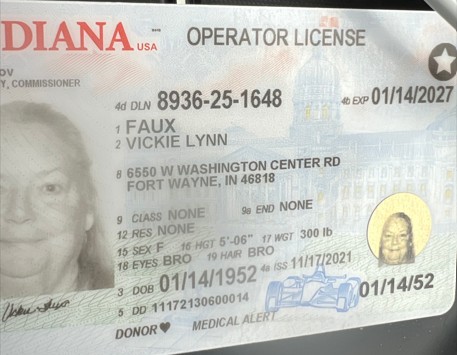 DIANA USA OPERATOR LICENSE
OV
Y, COMMISSIONER
4d DLN 8936-25-1648 4b EXP 01/14/2027
1 FAUX
2 VICKIE LYNN
8 6550 W WASHINGTON CENTER RD
FORT WAYNE, IN 46818
9 CLASS NONE 9a END NONE
12 RES NONE
15 SEX F 16 HGT 5'-06" 17 WGT 300 lb
18 EYES BRO 19 HAIR BRO
3 DOB 01/14/1952 4a ISS 11/17/2021
01/14/52
5 DD 11172130600014
DONOR MEDICAL ALERT